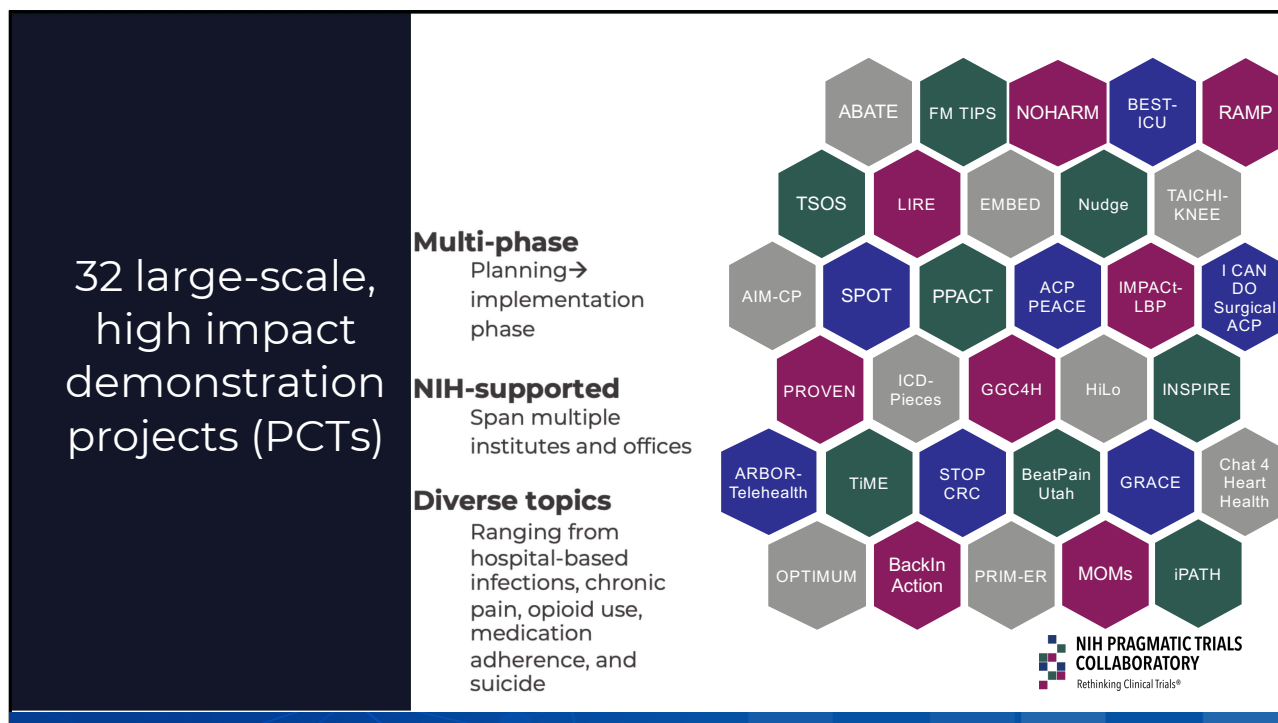 32 large-scale,
high impact
demonstration
projects (PCTs)
Multi-phase
Planning→
implementation
phase
NIH-supported
Span multiple
institutes and offices
Diverse topics
Ranging from
hospital-based
infections, chronic
pain, opioid use,
medication
adherence, and
suicide
ABATE
FM TIPS
NOHARM
BEST-
ICU
RAMP
TSOS
LIRE
EMBED
Nudge
TAICHI-
KNEE
AIM-CP
SPOT
PPACT
ACP
PEACE
IMPACt-
LBP
I CAN
DO
Surgical
ACP
PROVEN
ICD-
Pieces
GGC4H
HiLo
INSPIRE
ARBOR-
Telehealth
TiME
STOP
CRC
BeatPain
Utah
GRACE
Chat 4
Heart
Health
OPTIMUM
BackIn
Action
PRIM-ER
MOMs
iPATH
NIH PRAGMATIC TRIALS
COLLABORATORY
Rethinking Clinical Trials®